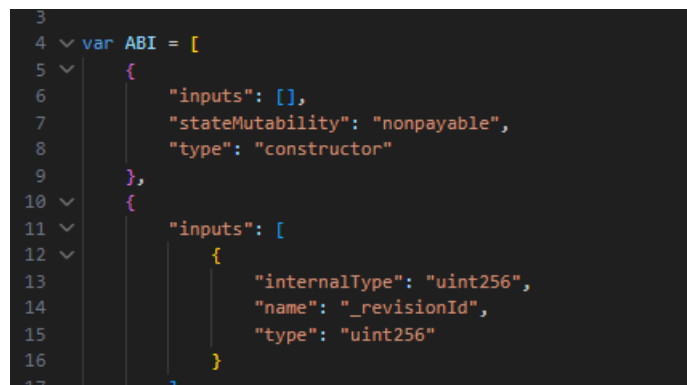 3
4 var ABI = [
5 {
6 "inputs": [],
7 "stateMutability": "nonpayable",
8 "type": "constructor"
9 },
10 {
11 "inputs": [
12 {
13 "internalType": "uint256",
14 "name": "_revisionId",
15 "type": "uint256"
16 }
17 ]